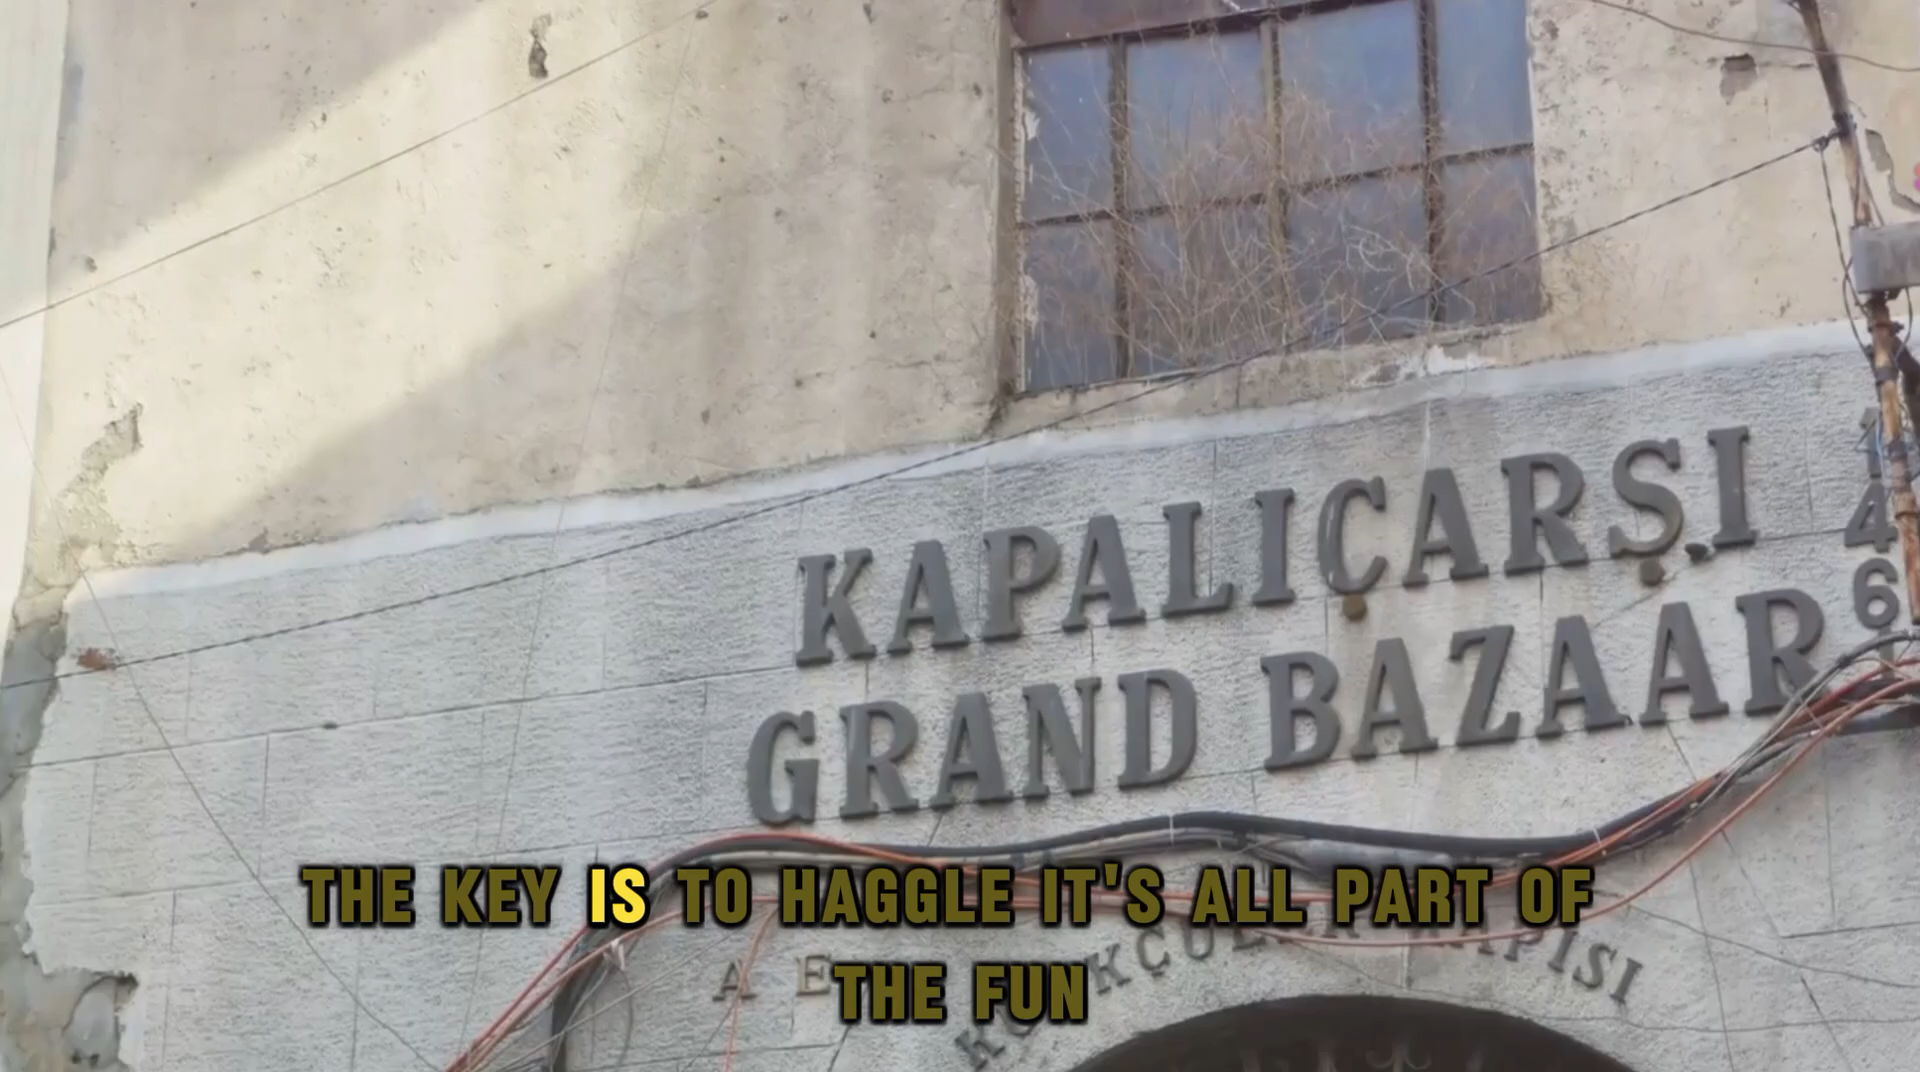 KAPALIÇARŞI
GRAND BAZAAR
THE KEY IS TO HAGGLE IT'S ALL PART OF
THE FUN